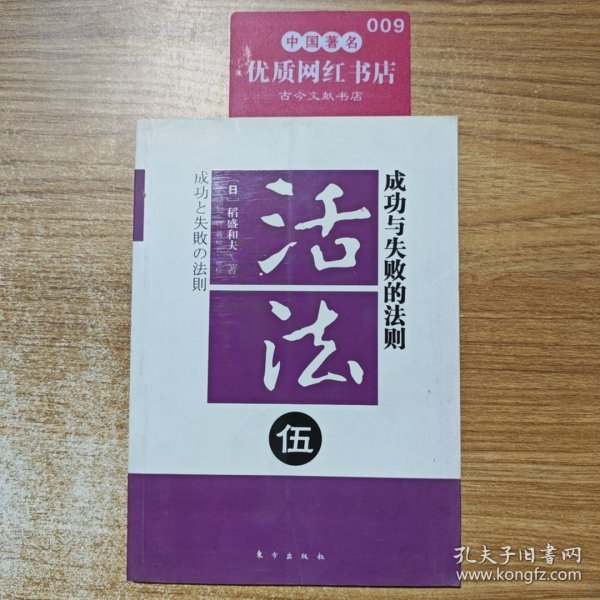 009
中国著名
优质网红书店
古今文献书店
成功与失败的法则
活法
[日]稻盛和夫 著
成功と失敗の法則
伍
东方出版社
孔夫子旧书网
www.kongfz.com